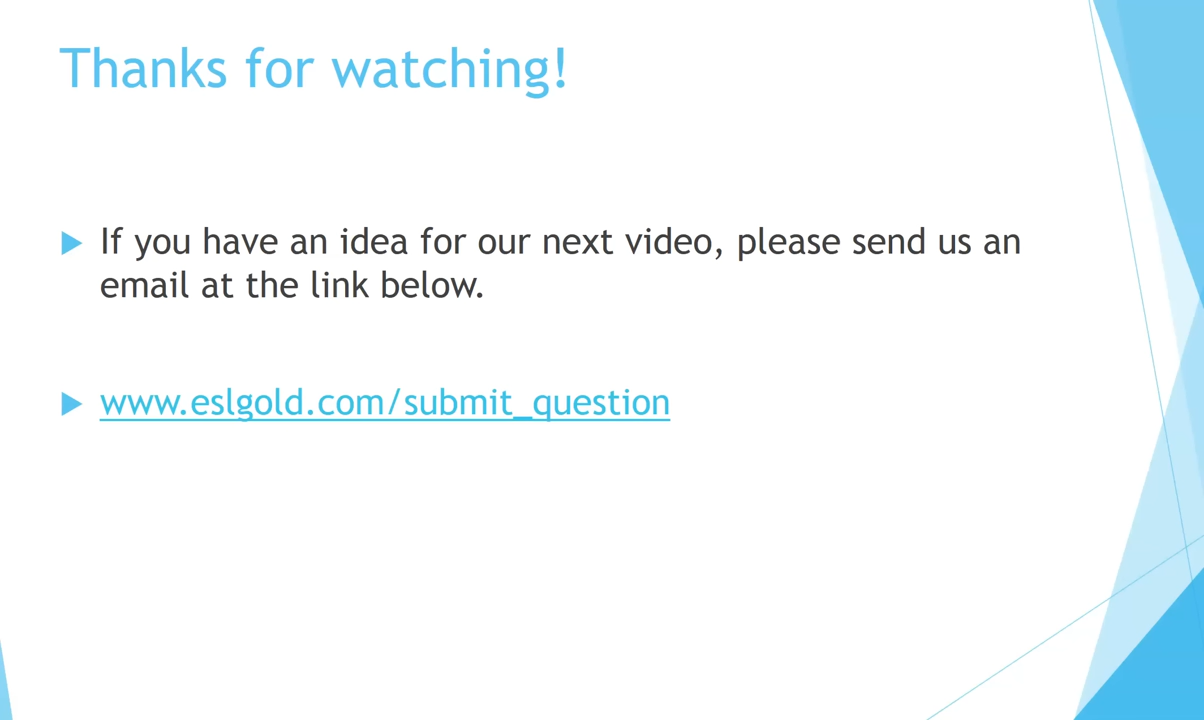 Thanks for watching!
If you have an idea for our next video, please send us an
email at the link below.
www.eslgold.com/submit_question